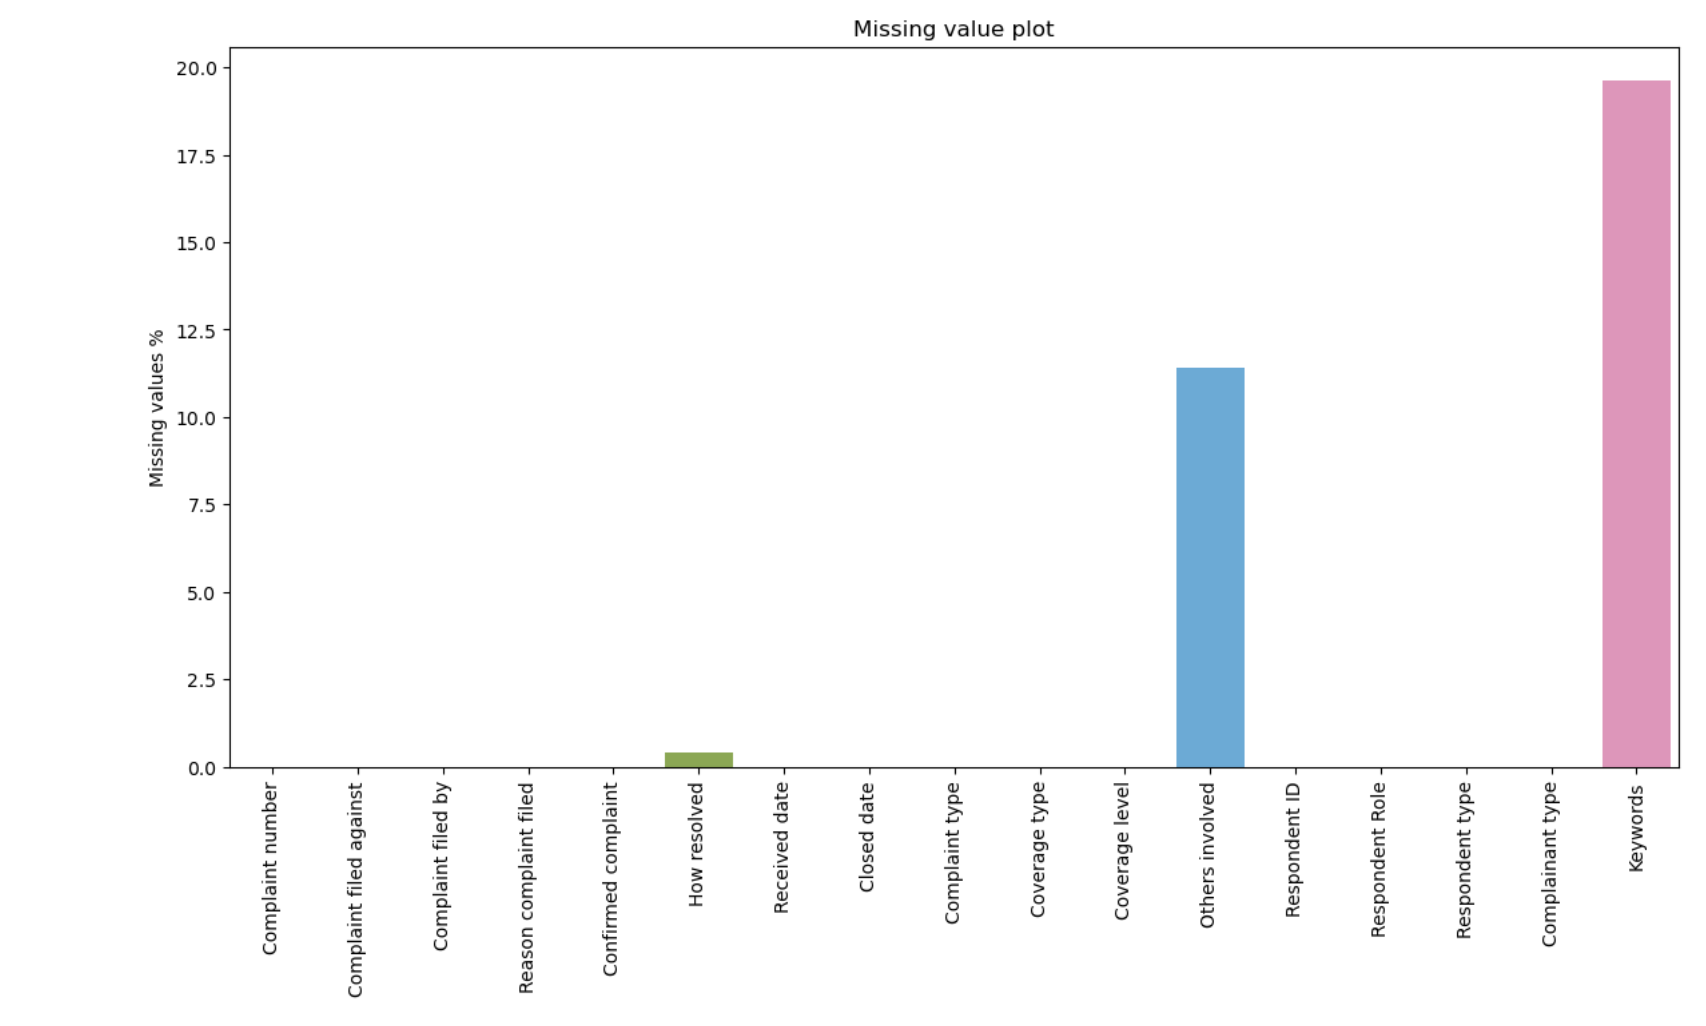 Missing value plot
Missing values %
20.0
17.5
15.0
12.5
10.0
7.5
5.0
2.5
0.0
Complaint number
Complaint filed against
Complaint filed by
Reason complaint filed
Confirmed complaint
How resolved
Received date
Closed date
Complaint type
Coverage type
Coverage level
Others involved
Respondent ID
Respondent Role
Respondent type
Complainant type
Keywords